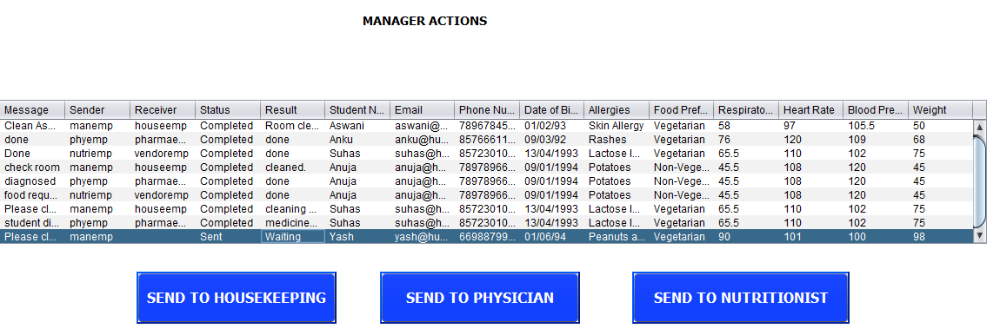 MANAGER ACTIONS
Message Sender Receiver Status Result Student N... Email Phone Nu... Date of Bi... Allergies Food Pref... Respirato... Heart Rate Blood Pre... Weight
Clean As... manemp houseemp Completed Room cle... Aswani aswani@... 78967845... 01/02/93 Skin Allergy Vegetarian 58 97 105.5 50
done phyemp pharmae... Completed done Anku anku@hu... 85766611... 09/03/92 Rashes Vegetarian 76 120 109 68
Done nutriemp vendoremp Completed done Suhas suhas@h... 85723010... 13/04/1993 Lactose I... Vegetarian 65.5 110 102 75
check room manemp houseemp Completed cleaned. Anuja anuja@h... 78978966... 09/01/1994 Potatoes Non-Vege... 45.5 108 120 45
diagnosed phyemp pharmae... Completed done Anuja anuja@h... 78978966... 09/01/1994 Potatoes Non-Vege... 45.5 108 120 45
food requ... nutriemp vendoremp Completed done Anuja anuja@h... 78978966... 09/01/1994 Potatoes Non-Vege... 45.5 108 120 45
Please cl... manemp houseemp Completed cleaning ... Suhas suhas@h... 85723010... 13/04/1993 Lactose I... Vegetarian 65.5 110 102 75
student di... phyemp pharmae... Completed medicine... Suhas suhas@h... 85723010... 13/04/1993 Lactose I... Vegetarian 65.5 110 102 75
Please cl... manemp Sent Waiting Yash yash@hu... 66988799... 01/06/94 Peanuts a... Vegetarian 90 101 100 98
SEND TO HOUSEKEEPING SEND TO PHYSICIAN SEND TO NUTRITIONIST